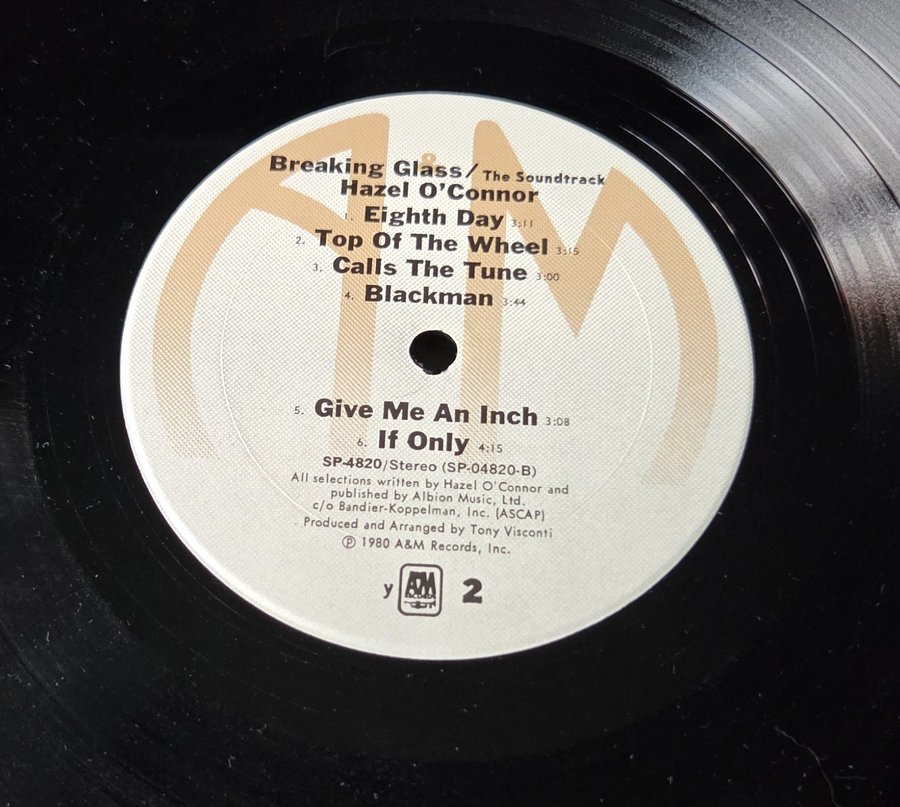 A&M
Breaking Glass/The Soundtrack
Hazel O'Connor
1. Eighth Day 3:11
2. Top Of The Wheel 3:15
3. Calls The Tune 3:00
4. Blackman 3:44
5. Give Me An Inch 3:08
6. If Only 4:15
SP-4820/Stereo (SP-04820-B)
All selections written by Hazel O'Connor and
published by Albion Music, Ltd.
c/o Bandier-Koppelman, Inc. (ASCAP)
Produced and Arranged by Tony Visconti
℗ 1980 A&M Records, Inc.
y A&M RECORDS 2